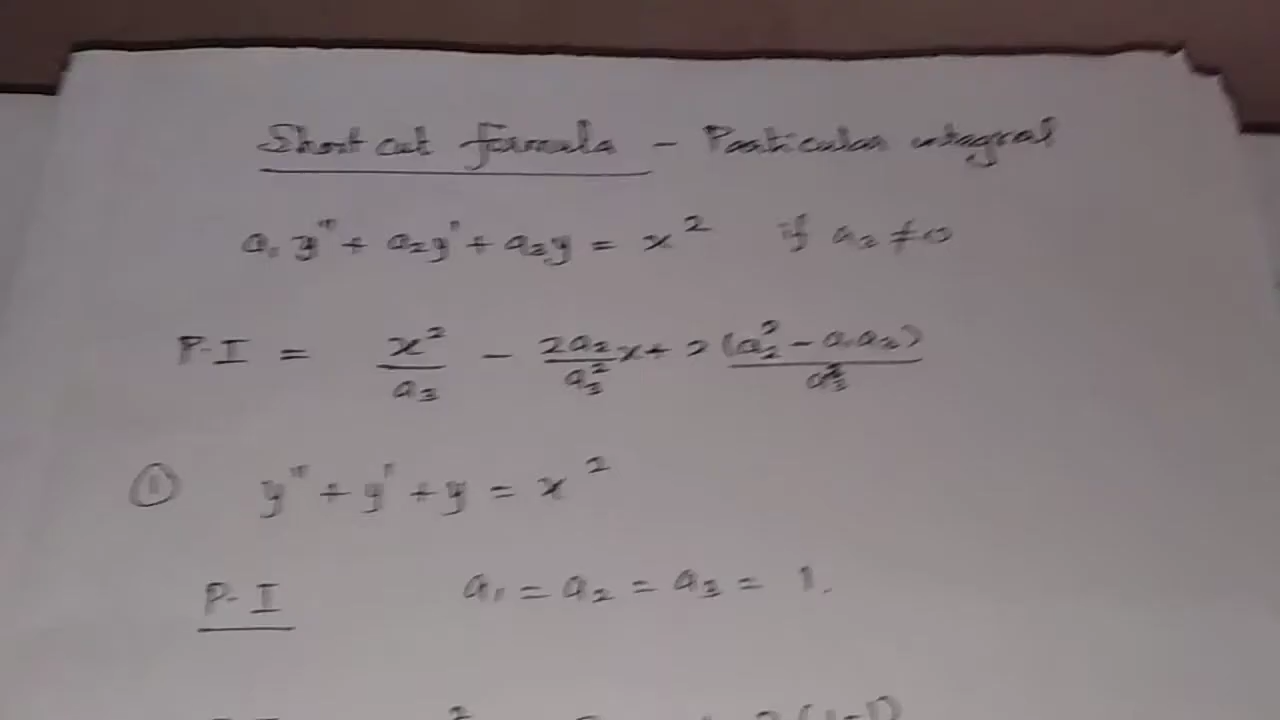 Short cut formula - Particular integral
a₁y" + a₂y' + a₃y = x² if a₃ ≠ 0
P-I = x²/a₃ - 2a₂/a₃² x + 2 (a₂² - a₁a₃)/a₃³
① y" + y' + y = x²
P-I a₁ = a₂ = a₃ = 1.